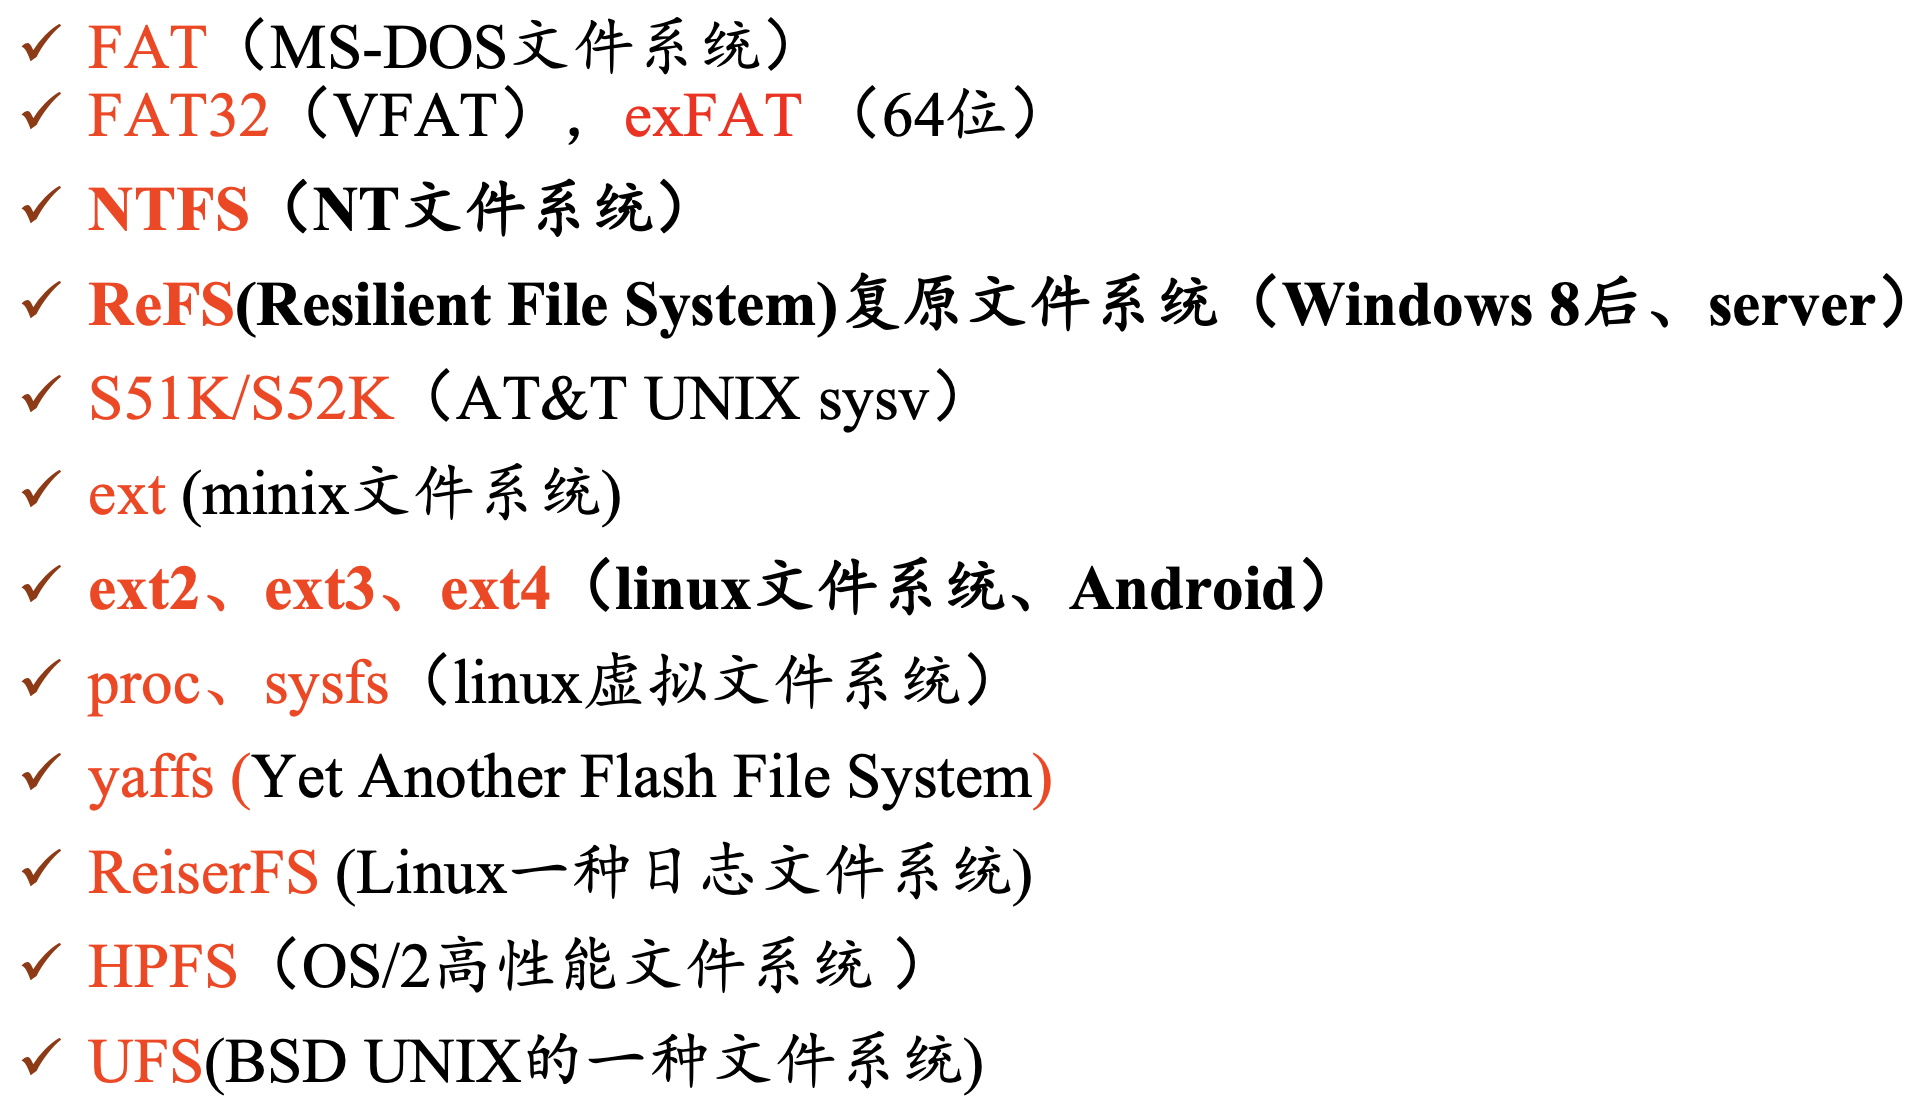 ✓ FAT（MS-DOS文件系统）
✓ FAT32（VFAT），exFAT （64位）
✓ NTFS（NT文件系统）
✓ ReFS(Resilient File System)复原文件系统（Windows 8后、server）
✓ S51K/S52K（AT&T UNIX sysv）
✓ ext (minix文件系统)
✓ ext2、ext3、ext4（linux文件系统、Android）
✓ proc、sysfs（linux虚拟文件系统）
✓ yaffs (Yet Another Flash File System)
✓ ReiserFS (Linux一种日志文件系统)
✓ HPFS（OS/2高性能文件系统 ）
✓ UFS(BSD UNIX的一种文件系统)